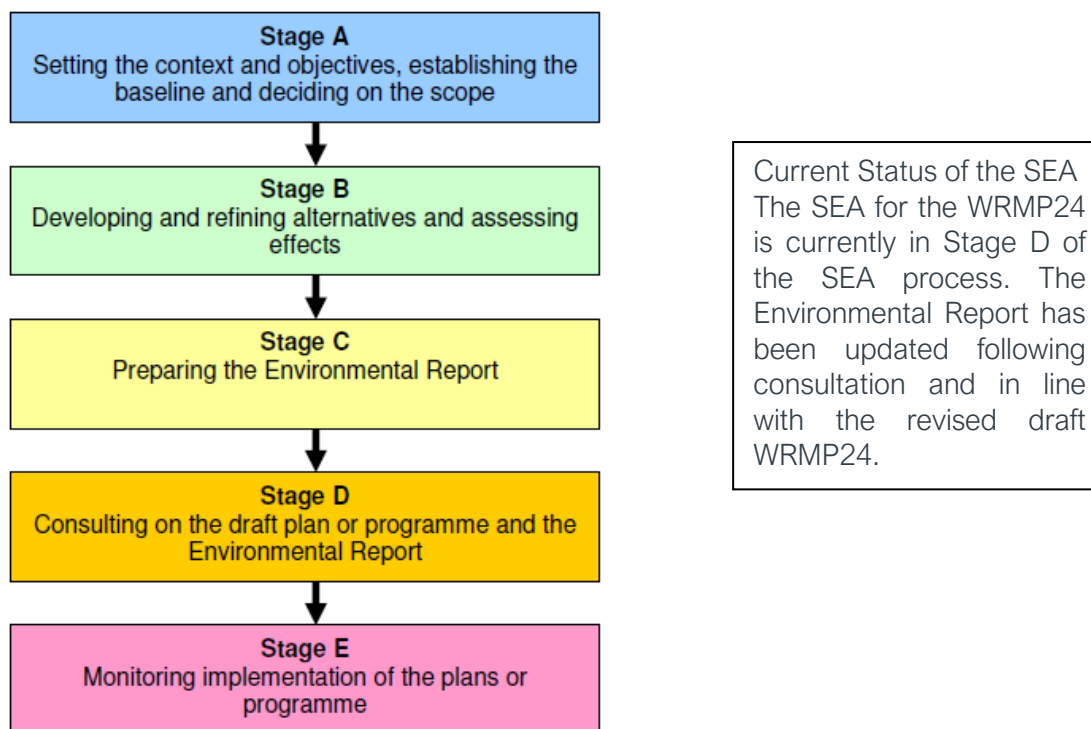 Stage A
Setting the context and objectives, establishing the
baseline and deciding on the scope
Stage B
Developing and refining alternatives and assessing
effects
Stage C
Preparing the Environmental Report
Stage D
Consulting on the draft plan or programme and the
Environmental Report
Stage E
Monitoring implementation of the plans or
programme
Current Status of the SEA
The SEA for the WRMP24
is currently in Stage D of
the SEA process. The
Environmental Report has
been updated following
consultation and in line
with the revised draft
WRMP24.